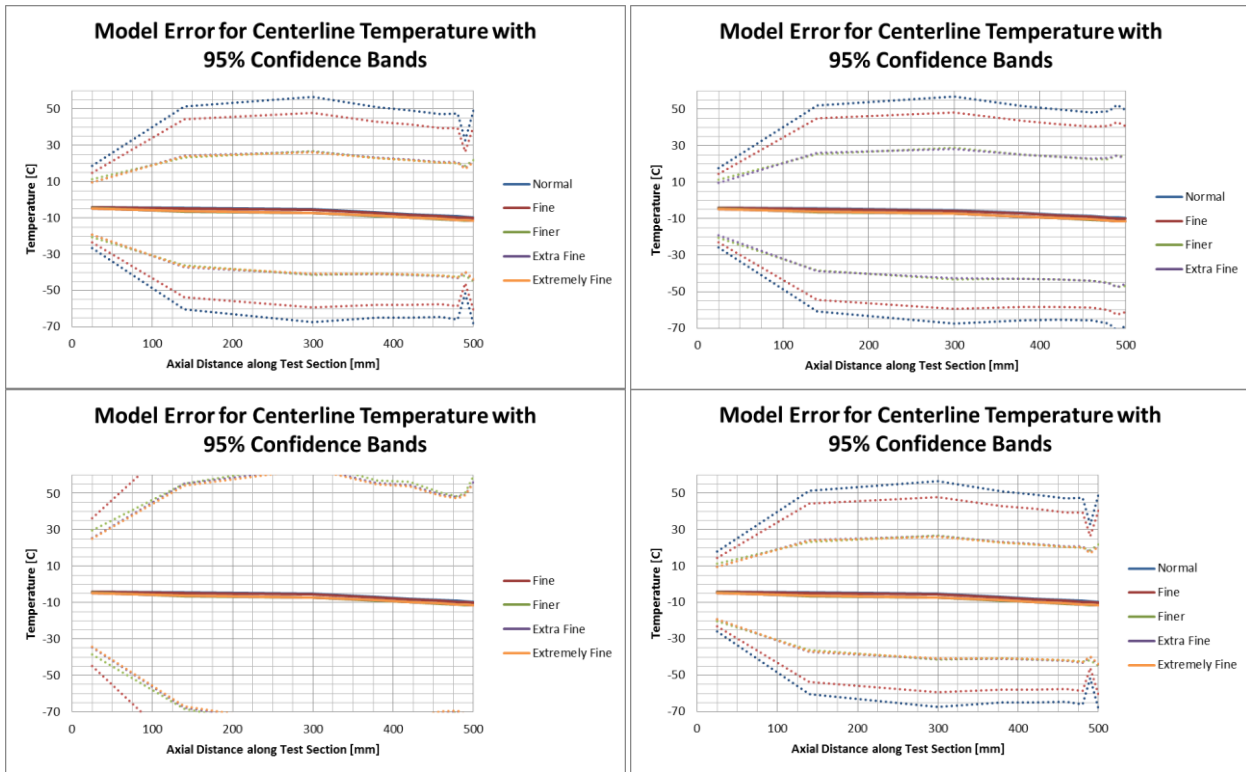 Model Error for Centerline Temperature with
95% Confidence Bands
Temperature [C]
50
30
10
-10
-30
-50
-70
0
100
200
300
400
500
Axial Distance along Test Section [mm]
Normal
Fine
Finer
Extra Fine
Extremely Fine
Model Error for Centerline Temperature with
95% Confidence Bands
Temperature [C]
50
30
10
-10
-30
-50
-70
0
100
200
300
400
500
Axial Distance along Test Section [mm]
Normal
Fine
Finer
Extra Fine
Model Error for Centerline Temperature with
95% Confidence Bands
Temperature [C]
50
30
10
-10
-30
-50
-70
0
100
200
300
400
500
Axial Distance along Test Section [mm]
Fine
Finer
Extra Fine
Extremely Fine
Model Error for Centerline Temperature with
95% Confidence Bands
Temperature [C]
50
30
10
-10
-30
-50
-70
0
100
200
300
400
500
Axial Distance along Test Section [mm]
Normal
Fine
Finer
Extra Fine
Extremely Fine